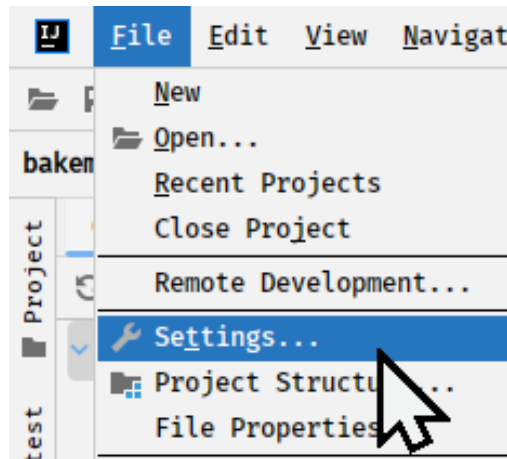 IJ File Edit View Navigat
New
Open...
bakem
Recent Projects
Close Project
Project
Remote Development...
Settings...
Project Structu...
File Properties
test